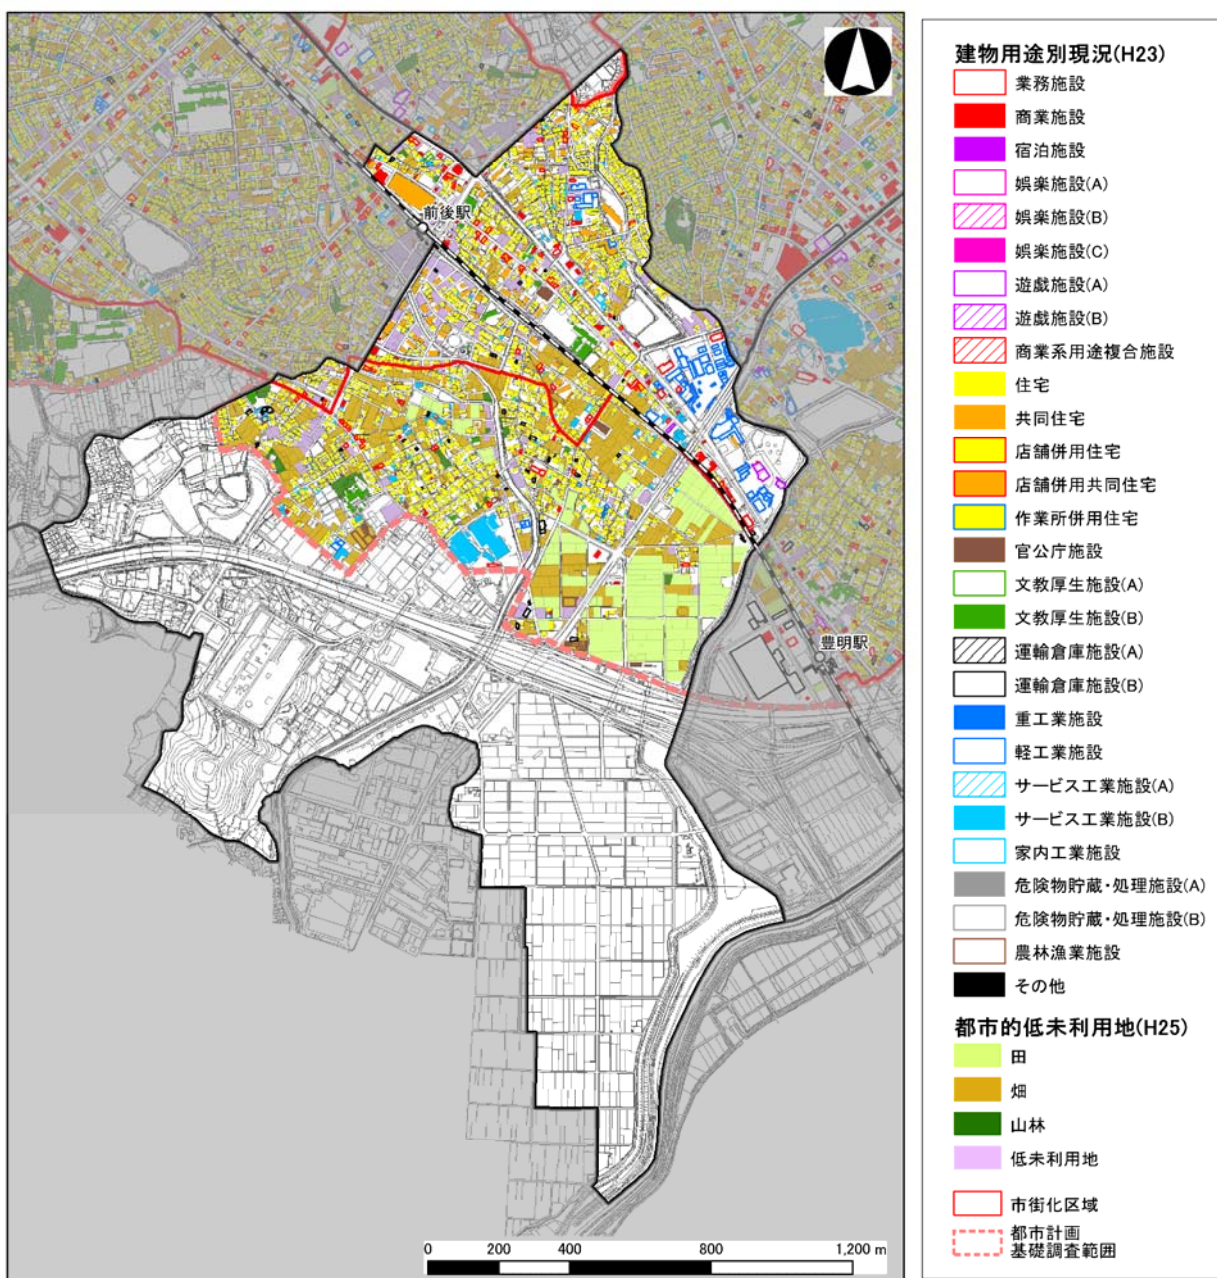 前後駅
豊明駅
0 200 400 800 1,200 m
建物用途別現況(H23)
業務施設
商業施設
宿泊施設
娯楽施設(A)
娯楽施設(B)
娯楽施設(C)
遊戯施設(A)
遊戯施設(B)
商業系用途複合施設
住宅
共同住宅
店舗併用住宅
店舗併用共同住宅
作業所併用住宅
官公庁施設
文教厚生施設(A)
文教厚生施設(B)
運輸倉庫施設(A)
運輸倉庫施設(B)
重工業施設
軽工業施設
サービス工業施設(A)
サービス工業施設(B)
家内工業施設
危険物貯蔵・処理施設(A)
危険物貯蔵・処理施設(B)
農林漁業施設
その他
都市的低未利用地(H25)
田
畑
山林
低未利用地
市街化区域
都市計画
基礎調査範囲